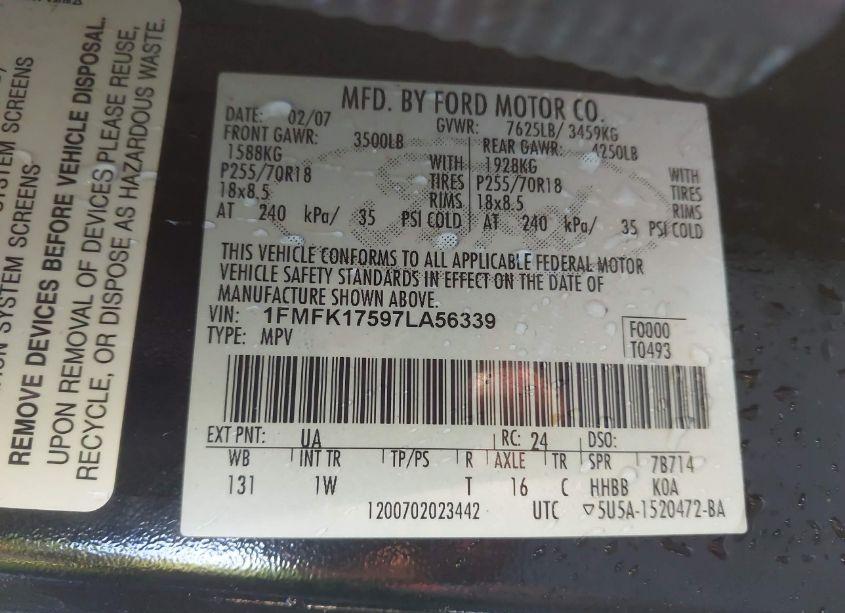 SYSTEM SCREENS
SYSTEM SCREENS
REMOVE DEVICES BEFORE VEHICLE DISPOSAL.
UPON REMOVAL OF DEVICES PLEASE REUSE,
RECYCLE, OR DISPOSE AS HAZARDOUS WASTE.
MFD. BY FORD MOTOR CO.
DATE: 02/07 GVWR: 7625LB/ 3459KG
FRONT GAWR: 3500LB REAR GAWR: 4250LB
1588KG WITH 1928KG WITH
P255/70R18 TIRES P255/70R18 TIRES
18x8.5 RIMS 18x8.5 RIMS
AT 240 kPa/ 35 PSI COLD AT 240 kPa/ 35 PSI COLD
THIS VEHICLE CONFORMS TO ALL APPLICABLE FEDERAL MOTOR
VEHICLE SAFETY STANDARDS IN EFFECT ON THE DATE OF
MANUFACTURE SHOWN ABOVE.
VIN: 1FMFK17597LA56339
TYPE: MPV
F0000
T0493
EXT PNT: UA RC: 24 DSO:
WB INT TR TP/PS R AXLE TR SPR 7B714
131 1W T 16 C HHBB KOA
1200702023442 UTC ▽5U5A-1520472-BA